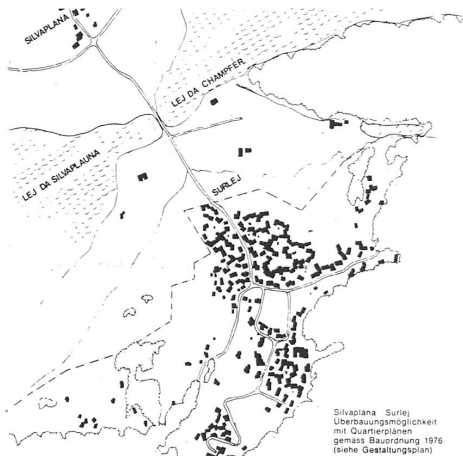 SILVAPLANA
LEJ DA CHAMPFER
LEJ DA SILVAPLAUNA
SURLEJ
Silvaplana Surlej
Überbauungsmöglichkeit
mit Quartierplänen
gemäss Bauordnung 1976
(siehe Gestaltungsplan)